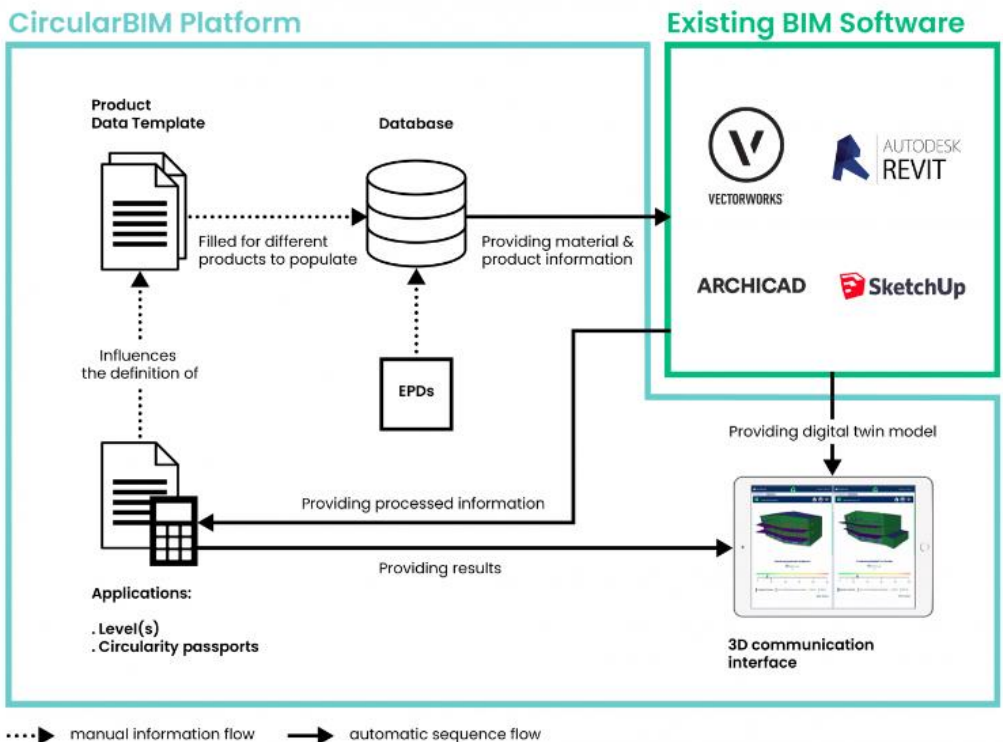 CircularBIM Platform
Existing BIM Software
Product
Data Template
Database
VECTORWORKS
AUTODESK
REVIT
Filled for different
products to populate
Providing material &
product information
ARCHICAD
SketchUp
Influences
the definition of
EPDs
Providing digital twin model
Providing processed information
Providing results
Applications:
. Level(s)
. Circularity passports
3D communication
interface
manual information flow
automatic sequence flow